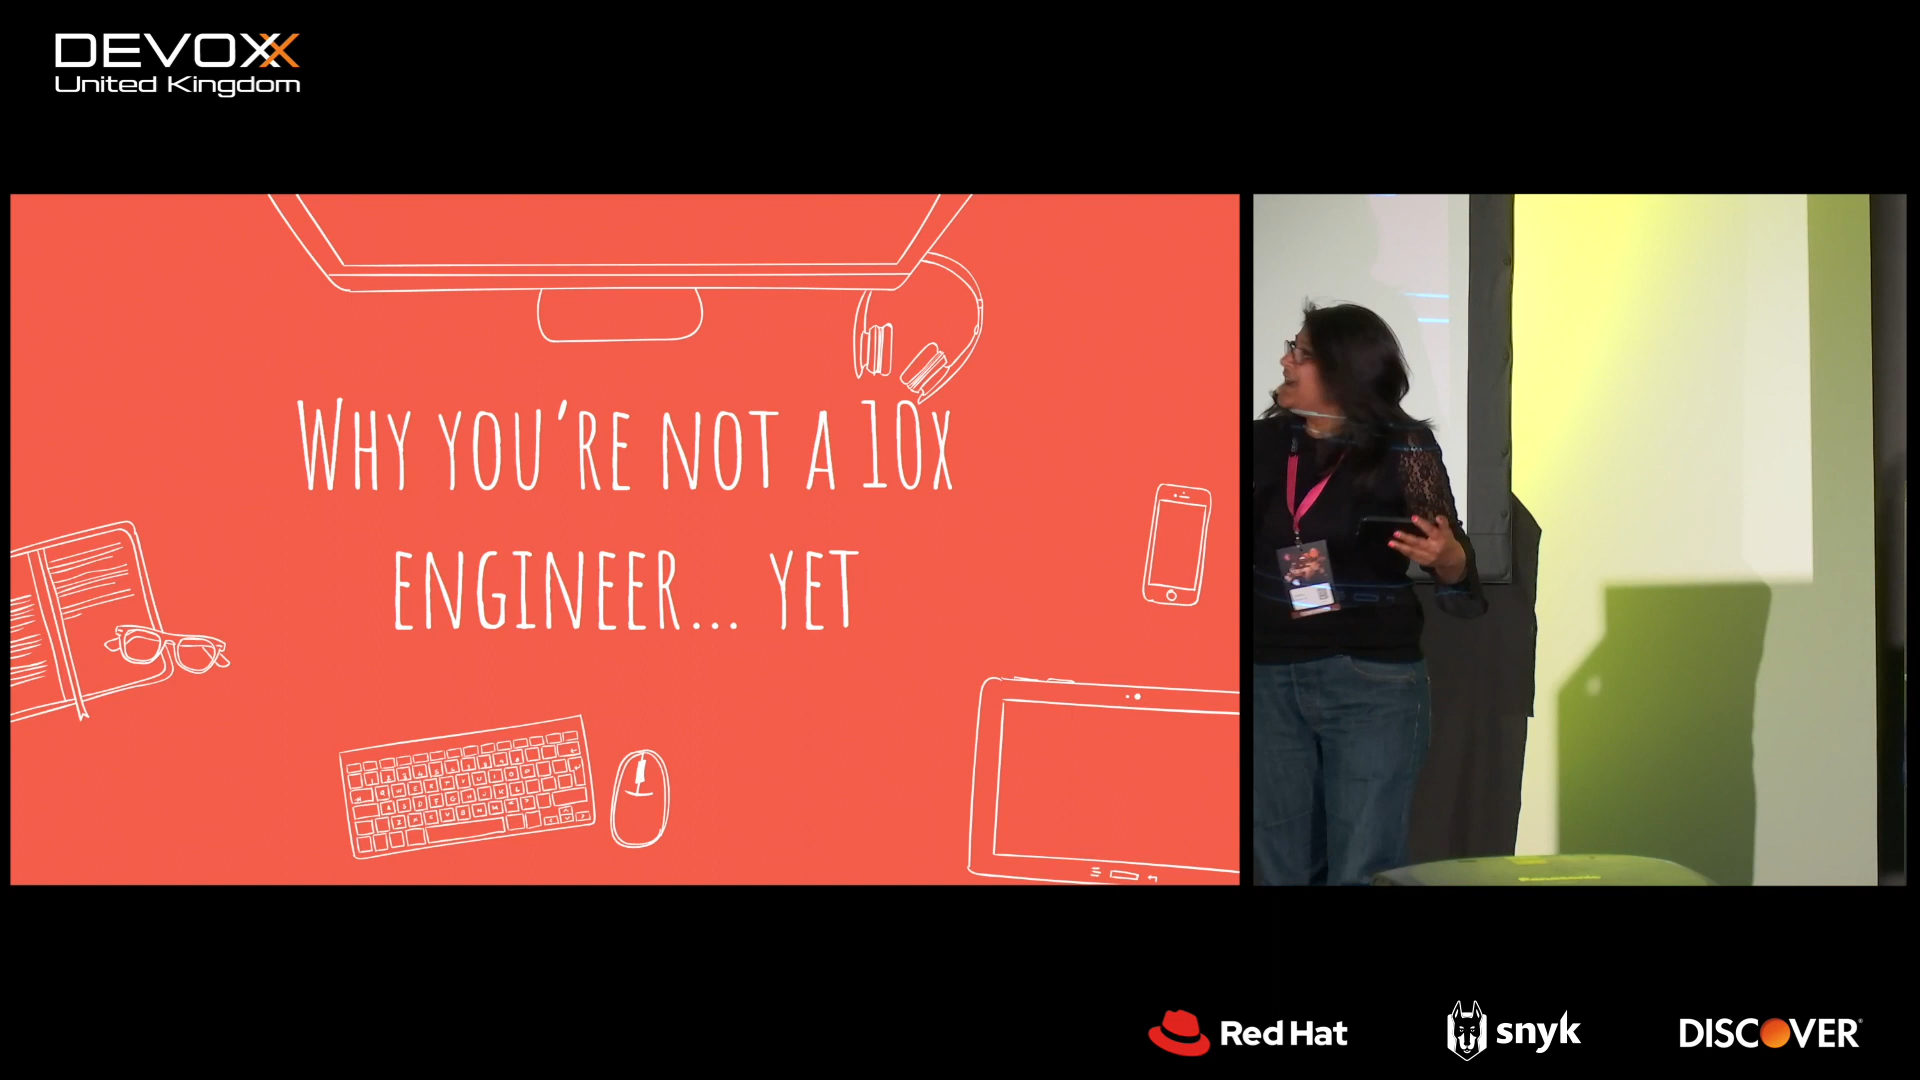 DEVOXX
United Kingdom
WHY YOU'RE NOT A 10X
ENGINEER... YET
Red Hat
snyk
DISCOVER